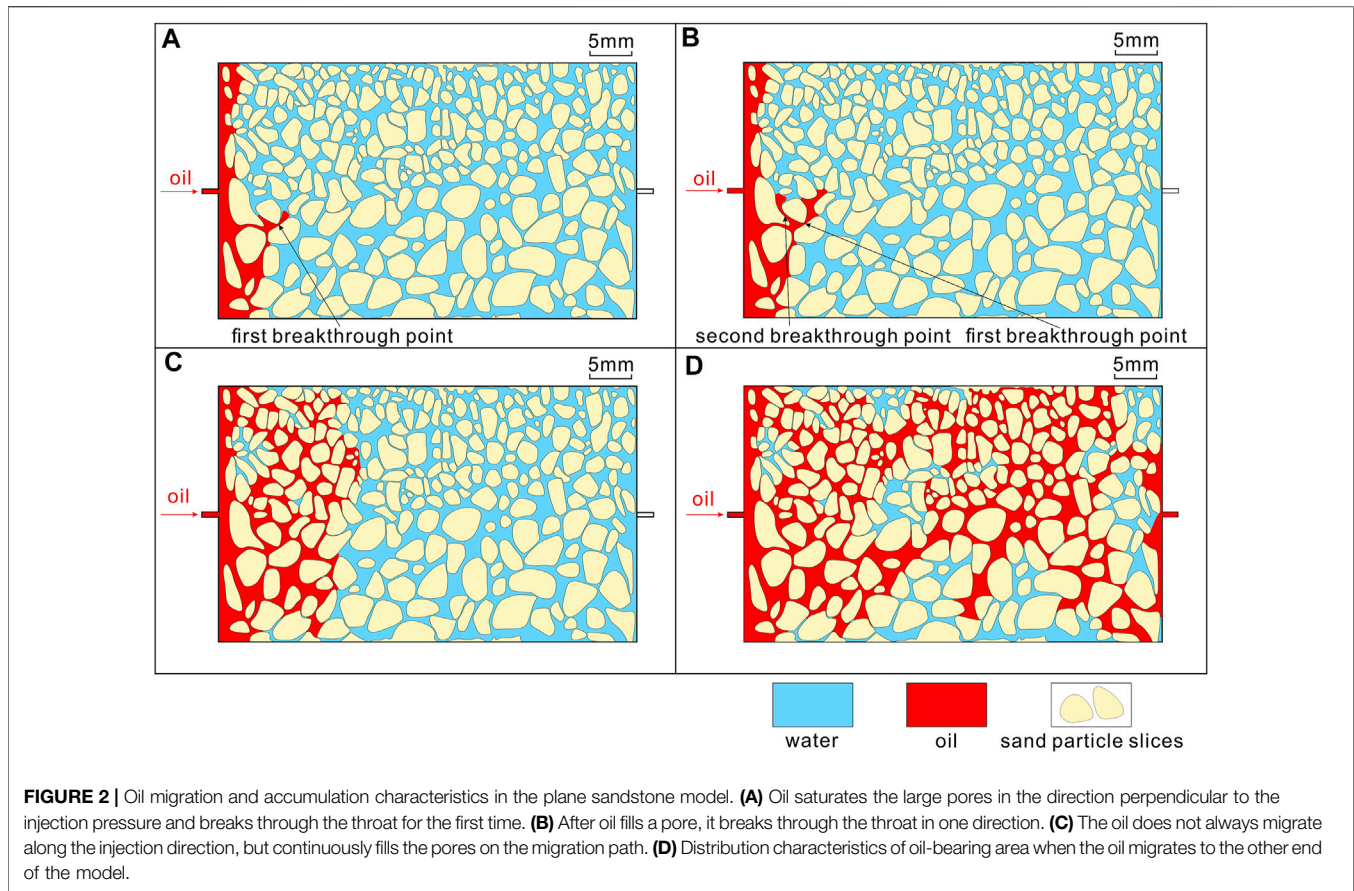 A
5mm
oil
first breakthrough point
B
5mm
oil
second breakthrough point first breakthrough point
C
5mm
oil
D
5mm
oil
water
oil
sand particle slices
FIGURE 2 | Oil migration and accumulation characteristics in the plane sandstone model. (A) Oil saturates the large pores in the direction perpendicular to the
injection pressure and breaks through the throat for the first time. (B) After oil fills a pore, it breaks through the throat in one direction. (C) The oil does not always migrate
along the injection direction, but continuously fills the pores on the migration path. (D) Distribution characteristics of oil-bearing area when the oil migrates to the other end
of the model.